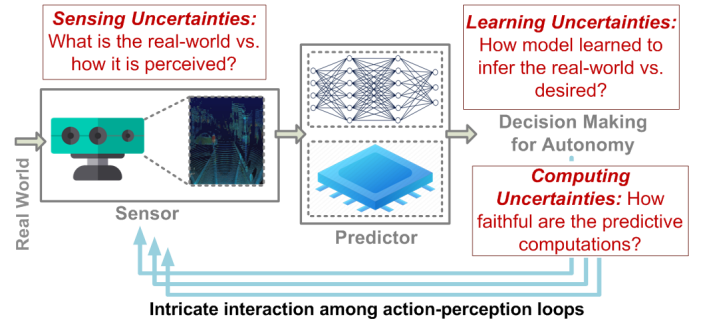 Sensing Uncertainties:
What is the real-world vs.
how it is perceived?
Learning Uncertainties:
How model learned to
infer the real-world vs.
desired?
Real World
Sensor
Predictor
Decision Making
for Autonomy
Computing
Uncertainties: How
faithful are the predictive
computations?
Intricate interaction among action-perception loops